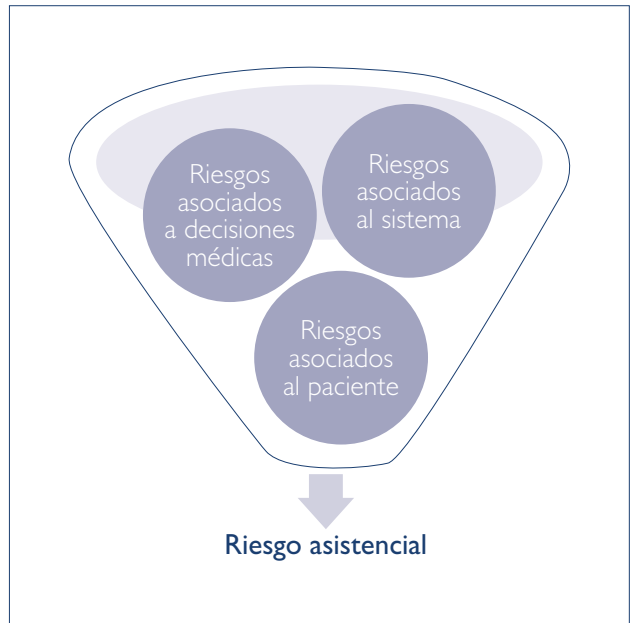 Riesgos
asociados
a decisiones
médicas
Riesgos
asociados
al sistema
Riesgos
asociados
al paciente
Riesgo asistencial